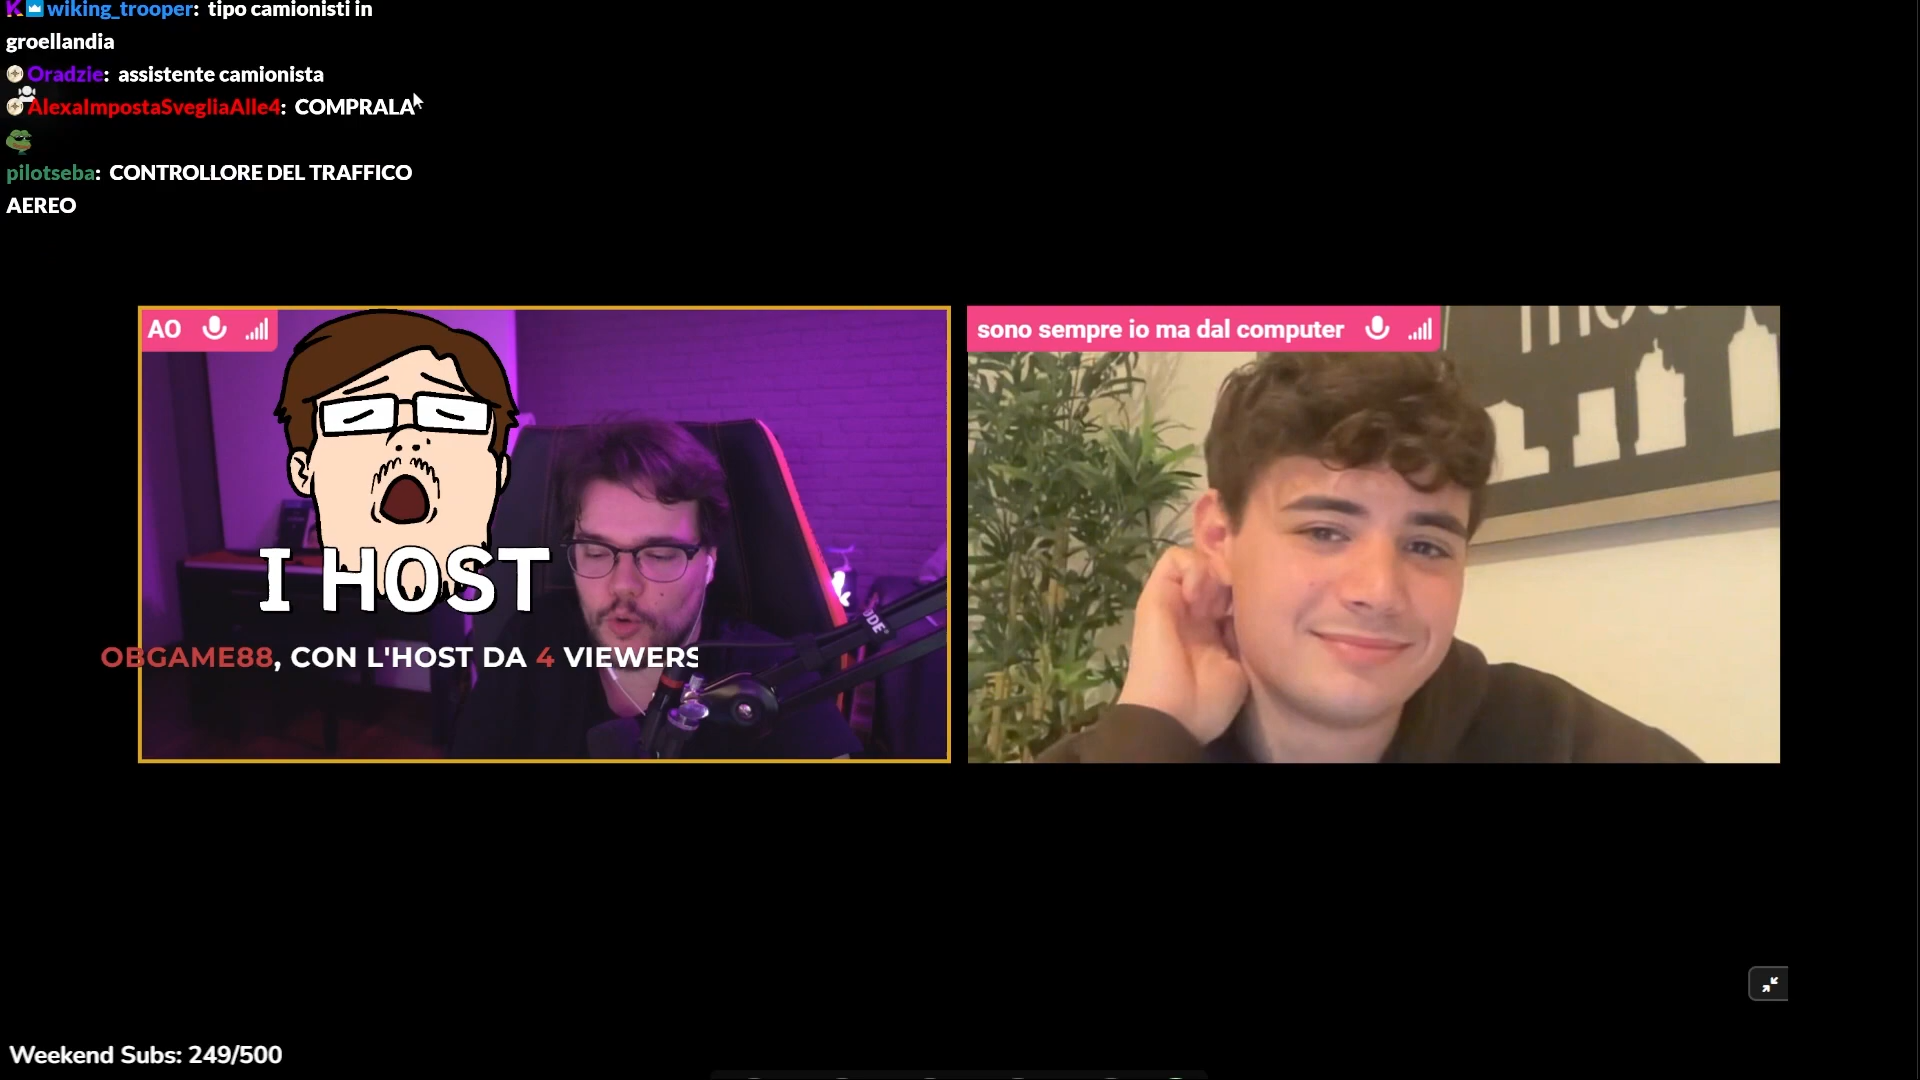 wiking_trooper: tipo camionisti in
groellandia
Oradzie: assistente camionista
AlexaImpostaSvegliaAlle4: COMPRALA
pilotseba: CONTROLLORE DEL TRAFFICO
AEREO
AO
sono sempre io ma dal computer
I HOST
OBGAME88, CON L'HOST DA 4 VIEWERS
Weekend Subs: 249/500